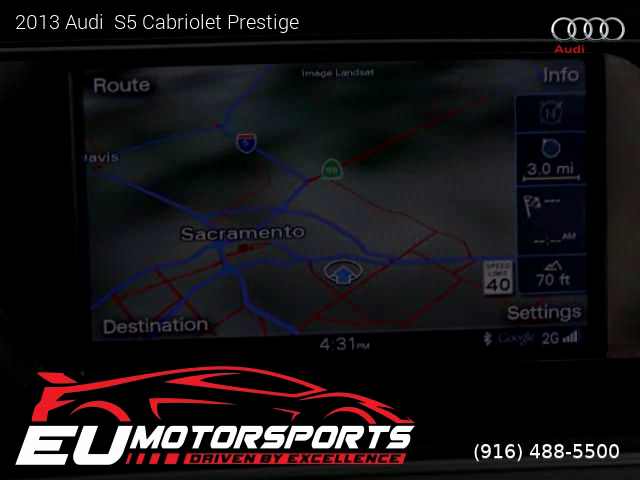 2013 Audi  S5 Cabriolet Prestige
Audi
Image Landsat
Route
Info
N
5
Davis
99
3.0 mi
Sacramento
--:--AM
SPEED LIMIT 40
70 ft
Settings
Destination
4:31PM
Google 2G
EU MOTORSPORTS
DRIVEN BY EXCELLENCE
(916) 488-5500